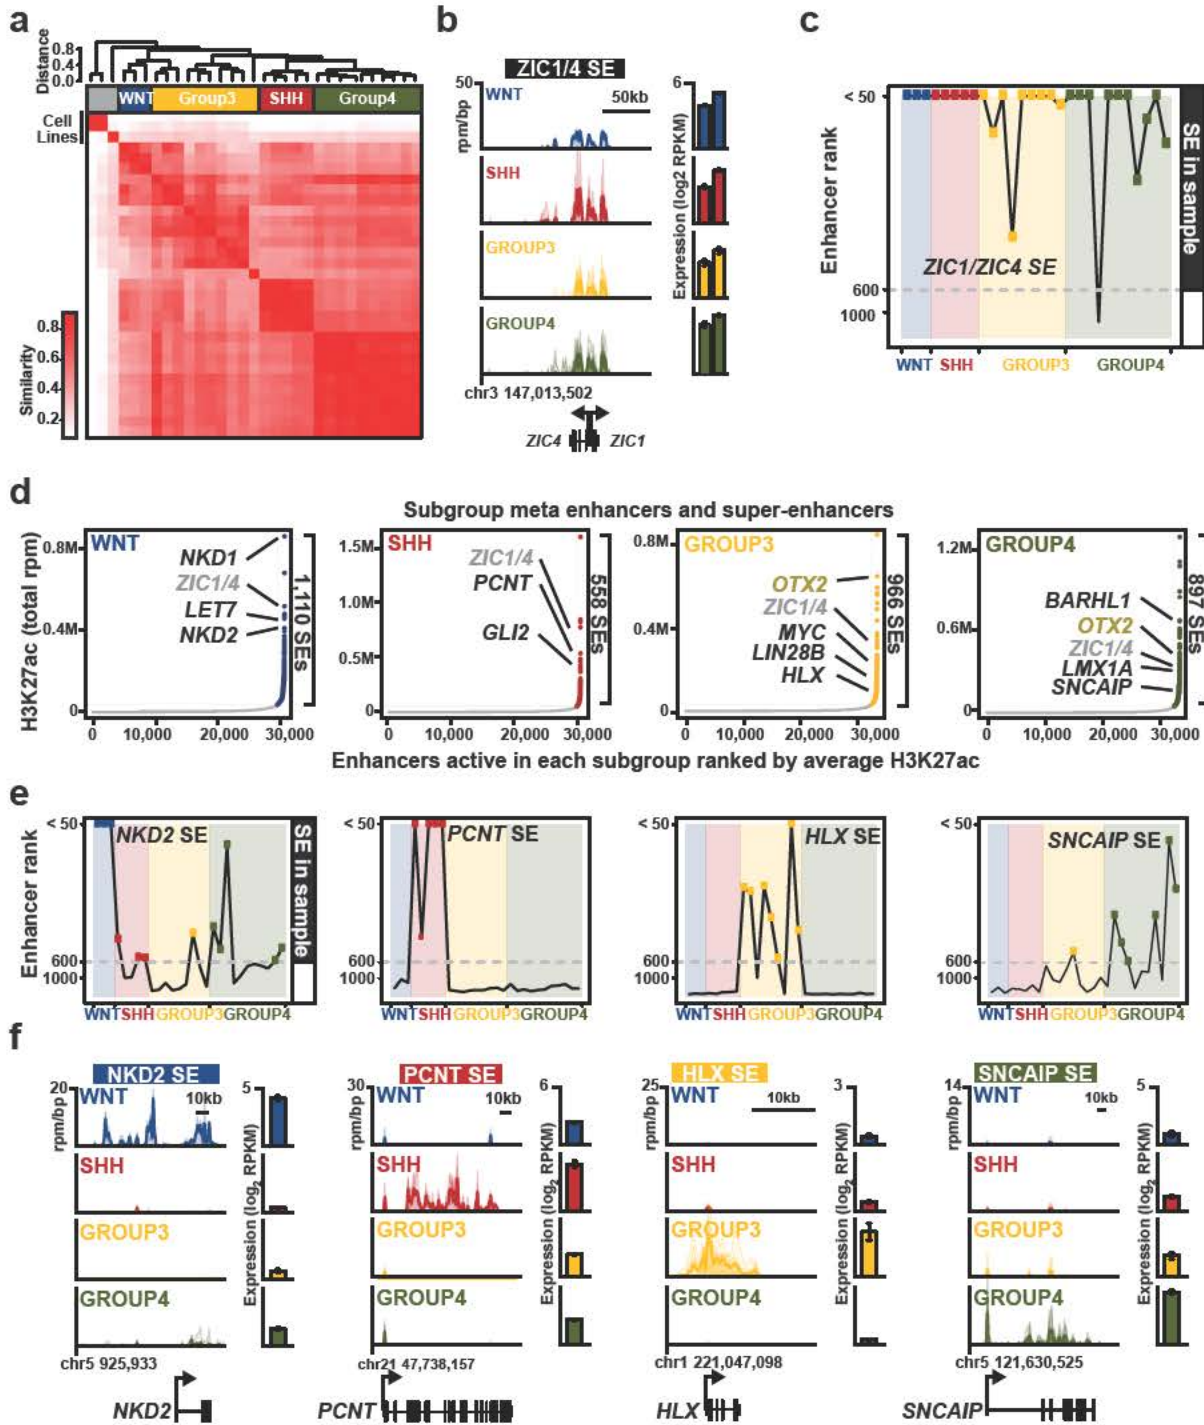 a
Distance
0.8
0.4
0.0
WNT Group3 SHH Group4
Cell
Lines
Similarity
0.8
0.6
0.4
0.2
b
ZIC1/4 SE
50
rpm/bp
WNT
50kb
6
SHH
GROUP3
GROUP4
Expression (log2 RPKM)
chr3 147,013,502
ZIC4 ZIC1
c
Enhancer rank
< 50
600
1000
ZIC1/ZIC4 SE
SE in sample
WNT SHH GROUP3 GROUP4
d
Subgroup meta enhancers and super-enhancers
H3K27ac (total rpm)
0.8M
0.4M
0
WNT
NKD1
ZIC1/4
LET7
NKD2
1,110 SEs
0 10,000 20,000 30,000
1.5M
1.0M
0.5M
0
SHH
ZIC1/4
PCNT
GLI2
558 SEs
0 10,000 20,000 30,000
0.8M
0.4M
0
GROUP3
OTX2
ZIC1/4
MYC
LIN28B
HLX
966 SEs
0 10,000 20,000 30,000
1.2M
0.6M
0
GROUP4
BARHL1
OTX2
ZIC1/4
LMX1A
SNCAIP
897 SEs
0 10,000 20,000 30,000
Enhancers active in each subgroup ranked by average H3K27ac
e
Enhancer rank
< 50
600
1000
NKD2 SE
SE in sample
WNT SHH GROUP3 GROUP4
< 50
600
1000
PCNT SE
WNT SHH GROUP3 GROUP4
< 50
600
1000
HLX SE
WNT SHH GROUP3 GROUP4
< 50
600
1000
SNCAIP SE
WNT SHH GROUP3 GROUP4
f
NKD2 SE
20
rpm/bp
WNT
10kb
5
SHH
GROUP3
GROUP4
Expression (log2 RPKM)
chr5 925,933
NKD2
PCNT SE
30
rpm/bp
WNT
10kb
6
SHH
GROUP3
GROUP4
Expression (log2 RPKM)
chr21 47,738,157
PCNT
HLX SE
25
rpm/bp
WNT
10kb
3
SHH
GROUP3
GROUP4
Expression (log2 RPKM)
chr1 221,047,098
HLX
SNCAIP SE
14
rpm/bp
WNT
10kb
5
SHH
GROUP3
GROUP4
Expression (log2 RPKM)
chr5 121,630,525
SNCAIP